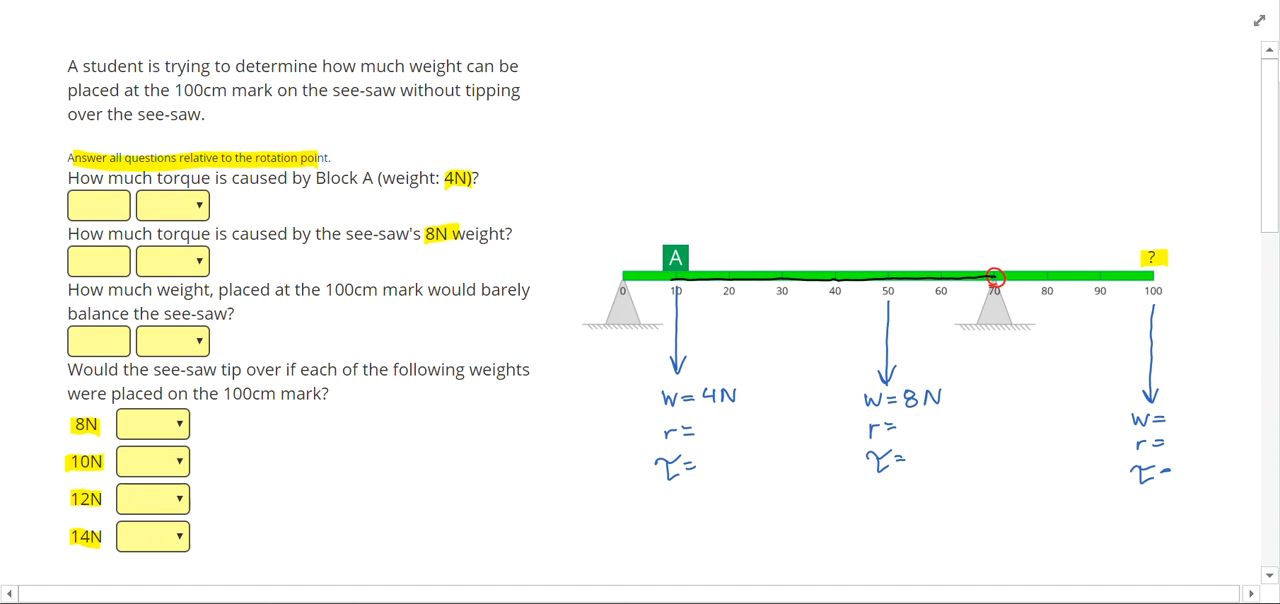 A student is trying to determine how much weight can be
placed at the 100cm mark on the see-saw without tipping
over the see-saw.
Answer all questions relative to the rotation point.
How much torque is caused by Block A (weight: 4N)?
How much torque is caused by the see-saw's 8N weight?
How much weight, placed at the 100cm mark would barely
balance the see-saw?
Would the see-saw tip over if each of the following weights
were placed on the 100cm mark?
8N
10N
12N
14N
A ?
0 10 20 30 40 50 60 70 80 90 100
W = 4N
r =
τ =
W = 8N
r =
τ =
W =
r =
τ =